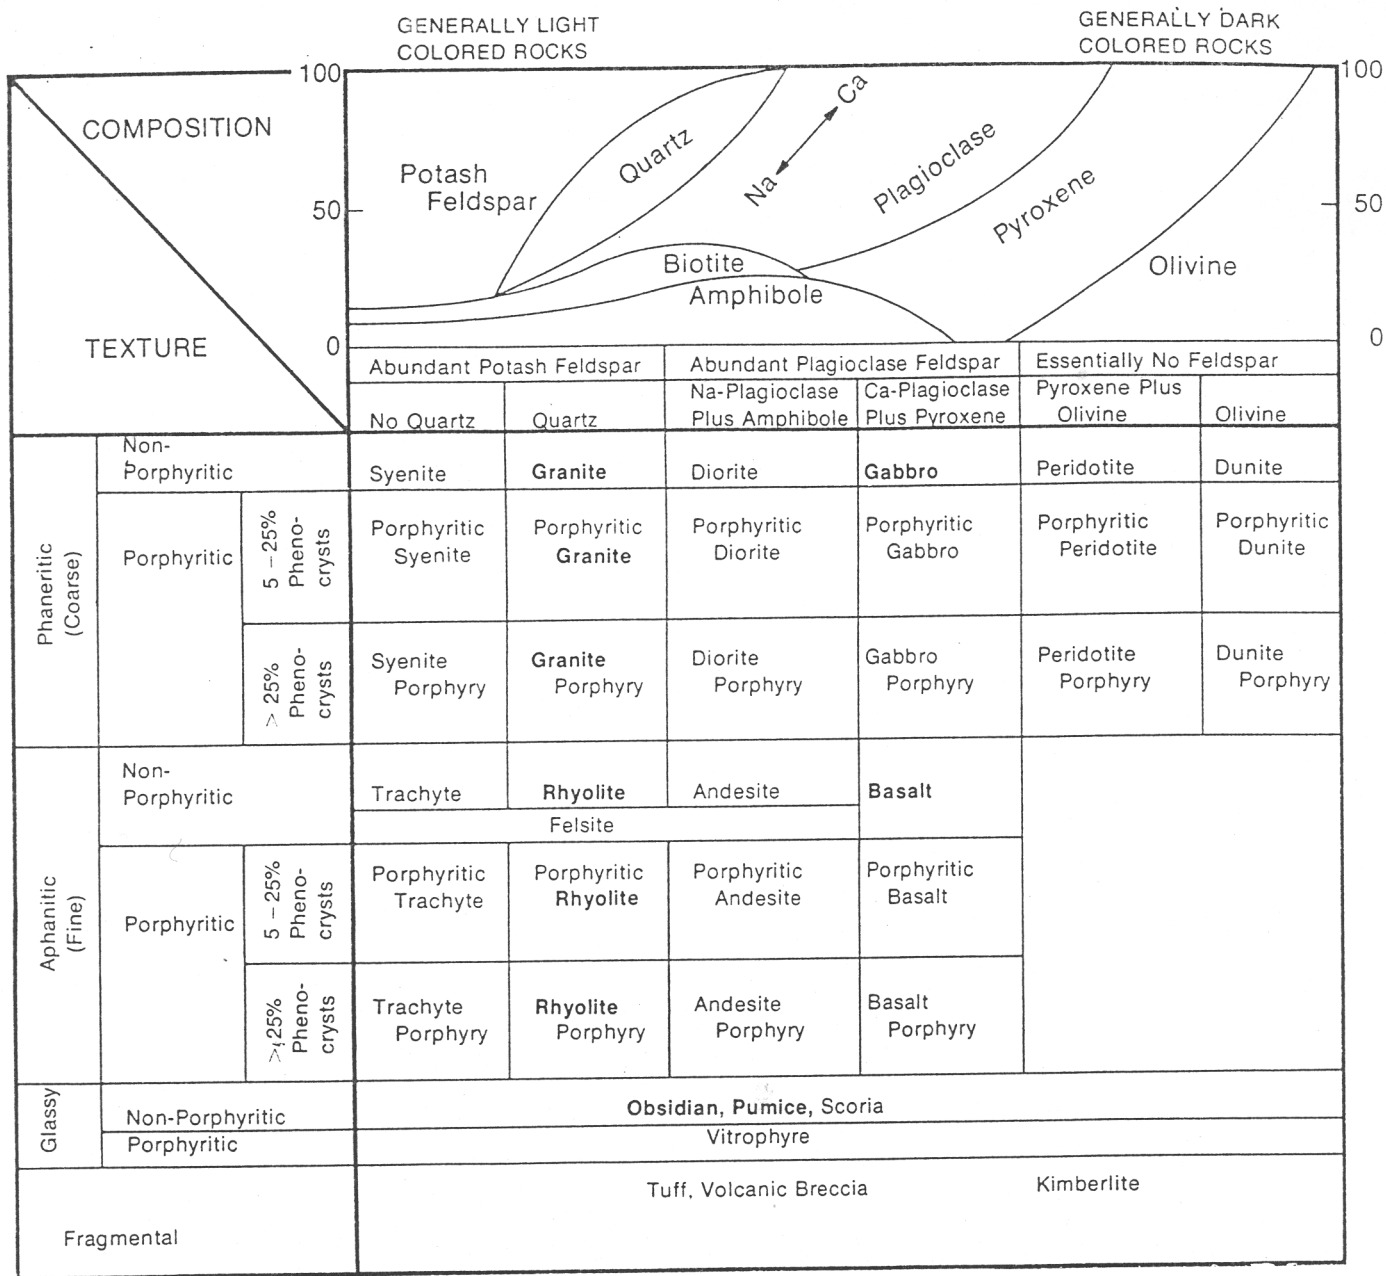 GENERALLY LIGHT
COLORED ROCKS
GENERALLY DARK
COLORED ROCKS
100
100
COMPOSITION
Potash
Feldspar
Quartz
Na
Ca
Plagioclase
Pyroxene
50
50
Biotite
Amphibole
Olivine
TEXTURE
0
0
Abundant Potash Feldspar
Abundant Plagioclase Feldspar
Essentially No Feldspar
No Quartz
Quartz
Na-Plagioclase
Plus Amphibole
Ca-Plagioclase
Plus Pyroxene
Pyroxene Plus
Olivine
Olivine
Phaneritic
(Coarse)
Non-
Porphyritic
Syenite
Granite
Diorite
Gabbro
Peridotite
Dunite
Porphyritic
5 – 25%
Pheno-
crysts
Porphyritic
Syenite
Porphyritic
Granite
Porphyritic
Diorite
Porphyritic
Gabbro
Porphyritic
Peridotite
Porphyritic
Dunite
> 25%
Pheno-
crysts
Syenite
Porphyry
Granite
Porphyry
Diorite
Porphyry
Gabbro
Porphyry
Peridotite
Porphyry
Dunite
Porphyry
Aphanitic
(Fine)
Non-
Porphyritic
Trachyte
Rhyolite
Andesite
Basalt
Felsite
Porphyritic
5 – 25%
Pheno-
crysts
Porphyritic
Trachyte
Porphyritic
Rhyolite
Porphyritic
Andesite
Porphyritic
Basalt
>25%
Pheno-
crysts
Trachyte
Porphyry
Rhyolite
Porphyry
Andesite
Porphyry
Basalt
Porphyry
Glassy
Non-Porphyritic
Obsidian, Pumice, Scoria
Porphyritic
Vitrophyre
Fragmental
Tuff, Volcanic Breccia
Kimberlite